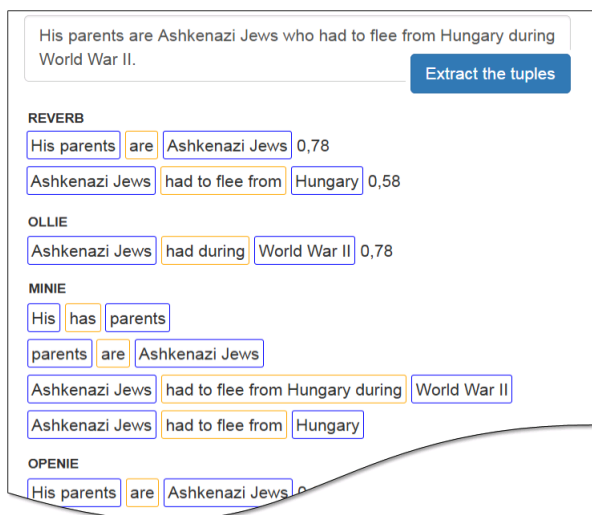 His parents are Ashkenazi Jews who had to flee from Hungary during
World War II.
Extract the tuples
REVERB
His parents are Ashkenazi Jews 0,78
Ashkenazi Jews had to flee from Hungary 0,58
OLLIE
Ashkenazi Jews had during World War II 0,78
MINIE
His has parents
parents are Ashkenazi Jews
Ashkenazi Jews had to flee from Hungary during World War II
Ashkenazi Jews had to flee from Hungary
OPENIE
His parents are Ashkenazi Jews